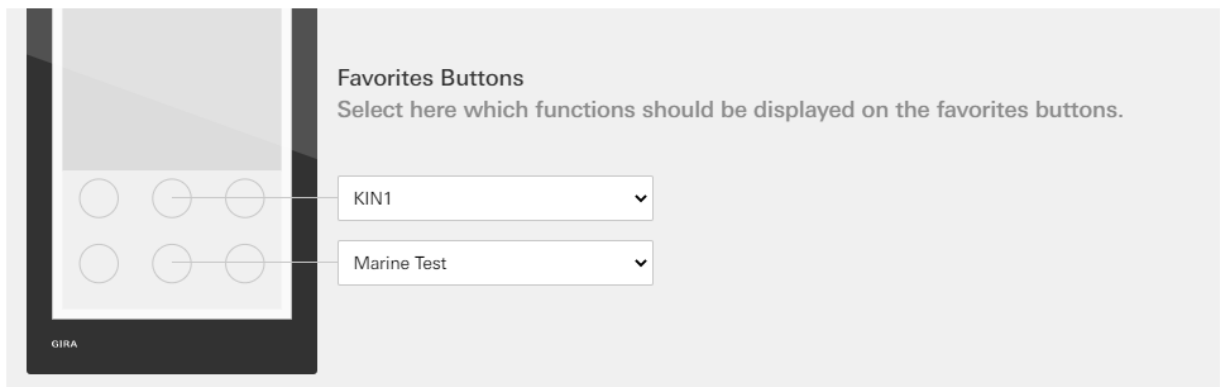 Favorites Buttons
Select here which functions should be displayed on the favorites buttons.
KIN1
Marine Test
GIRA